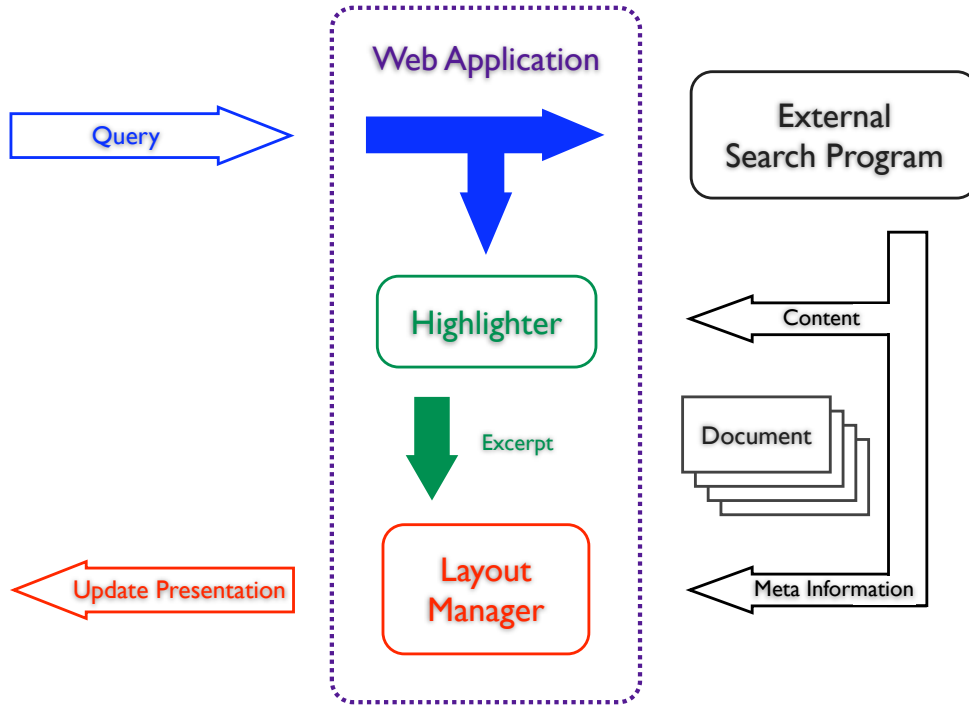 Web Application
Query
External
Search Program
Highlighter
Content
Excerpt
Document
Update Presentation
Layout
Manager
Meta Information